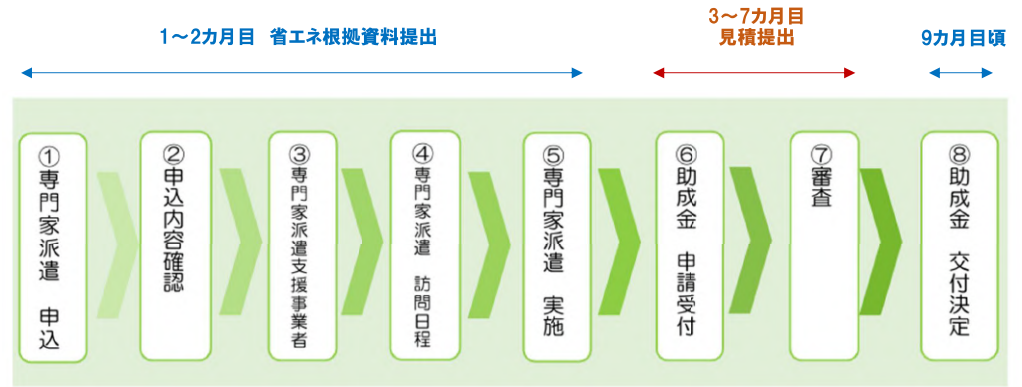 1～2カ月目 省エネ根拠資料提出
3～7カ月目
見積提出
9カ月目頃
①専門家派遣 申込
②申込内容確認
③専門家派遣支援事業者
④専門家派遣 訪問日程
⑤専門家派遣 実施
⑥助成金 申請受付
⑦審査
⑧助成金 交付決定